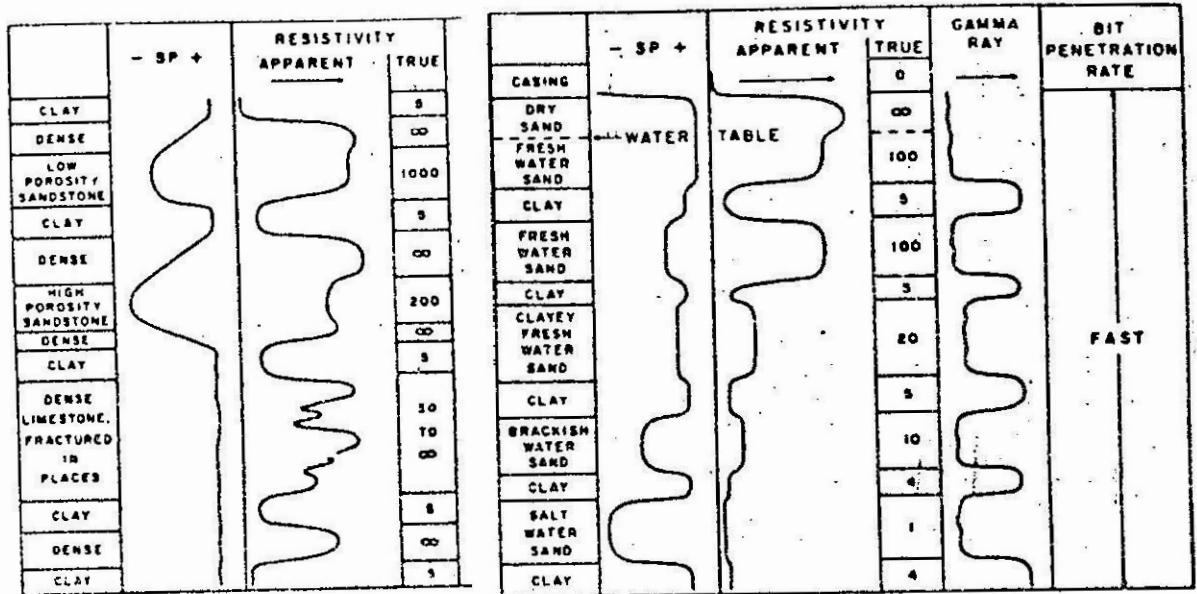 RESISTIVITY
- SP +
APPARENT
TRUE
CLAY
5
DENSE
∞
LOW
POROSITY
SANDSTONE
1000
CLAY
5
DENSE
∞
HIGH
POROSITY
SANDSTONE
200
DENSE
∞
CLAY
5
DENSE
LIMESTONE,
FRACTURED
IN
PLACES
50
TO
∞
CLAY
5
DENSE
∞
CLAY
5
- SP +
RESISTIVITY
APPARENT
TRUE
GAMMA
RAY
BIT
PENETRATION
RATE
CASING
0
DRY
SAND
∞
WATER TABLE
FRESH
WATER
SAND
100
CLAY
5
FRESH
WATER
SAND
100
CLAY
5
CLAYEY
FRESH
WATER
SAND
20
CLAY
5
BRACKISH
WATER
SAND
10
CLAY
4
SALT
WATER
SAND
1
CLAY
4
FAST